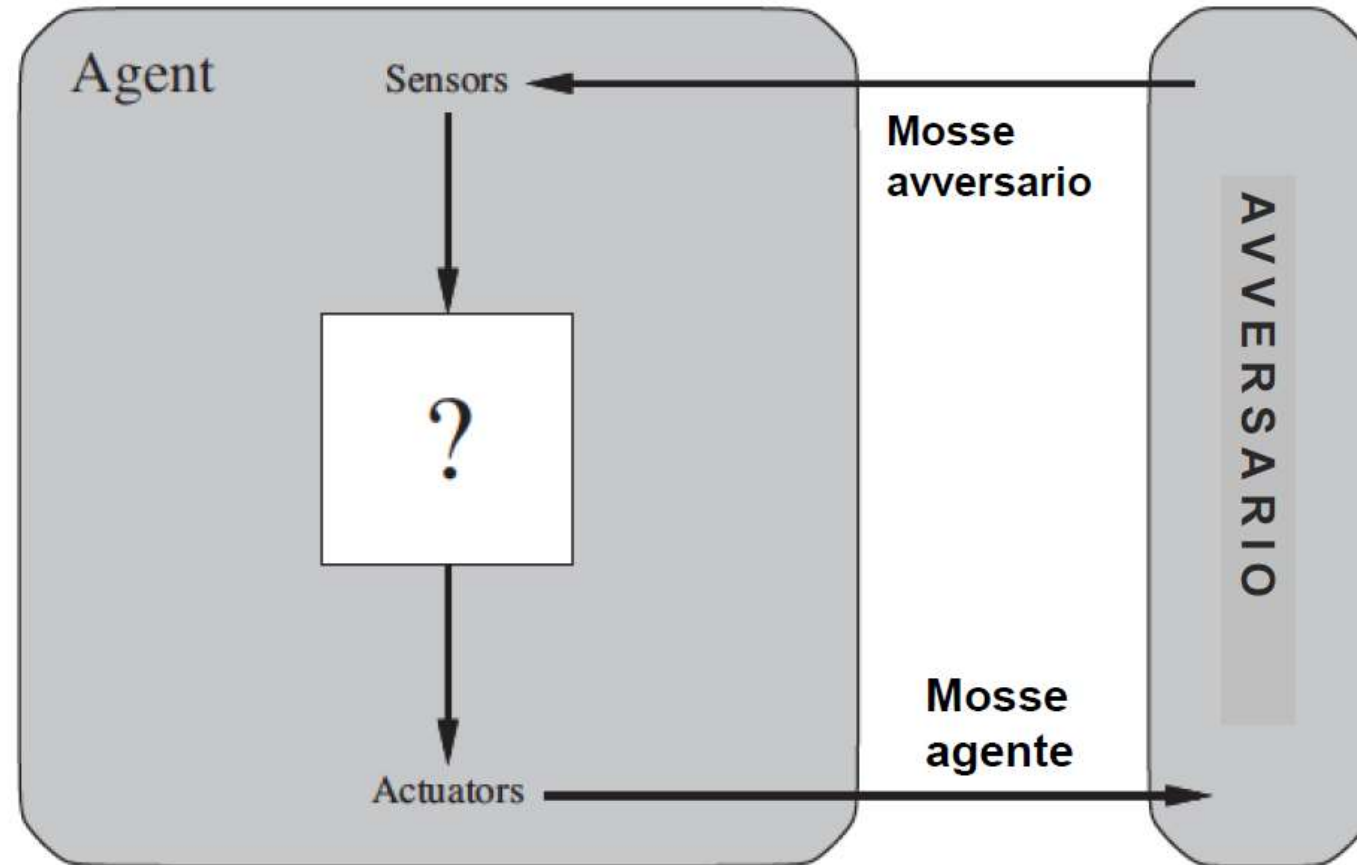 Agent
Sensors
Mosse
avversario
AVVERSARIO
?
Mosse
agente
Actuators